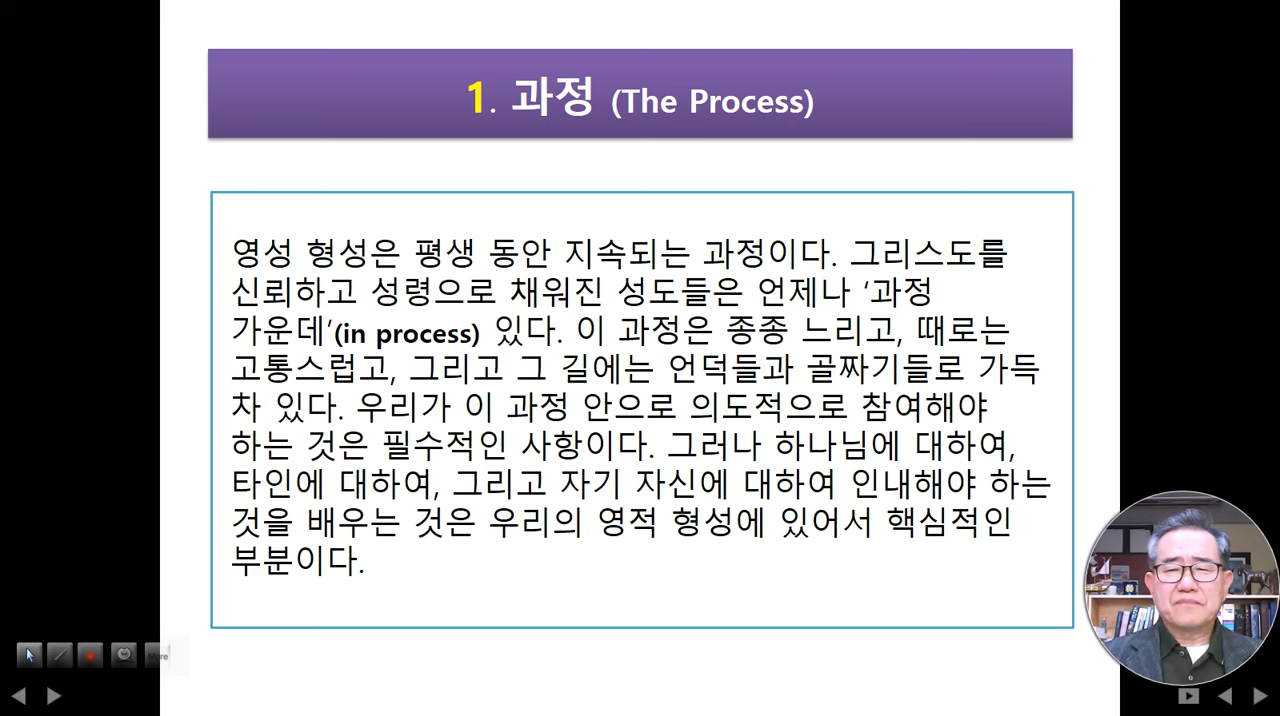 1. 과정 (The Process)
영성 형성은 평생 동안 지속되는 과정이다. 그리스도를
신뢰하고 성령으로 채워진 성도들은 언제나 ‘과정
가운데’(in process) 있다. 이 과정은 종종 느리고, 때로는
고통스럽고, 그리고 그 길에는 언덕들과 골짜기들로 가득
차 있다. 우리가 이 과정 안으로 의도적으로 참여해야
하는 것은 필수적인 사항이다. 그러나 하나님에 대하여,
타인에 대하여, 그리고 자기 자신에 대하여 인내해야 하는
것을 배우는 것은 우리의 영적 형성에 있어서 핵심적인
부분이다.
More